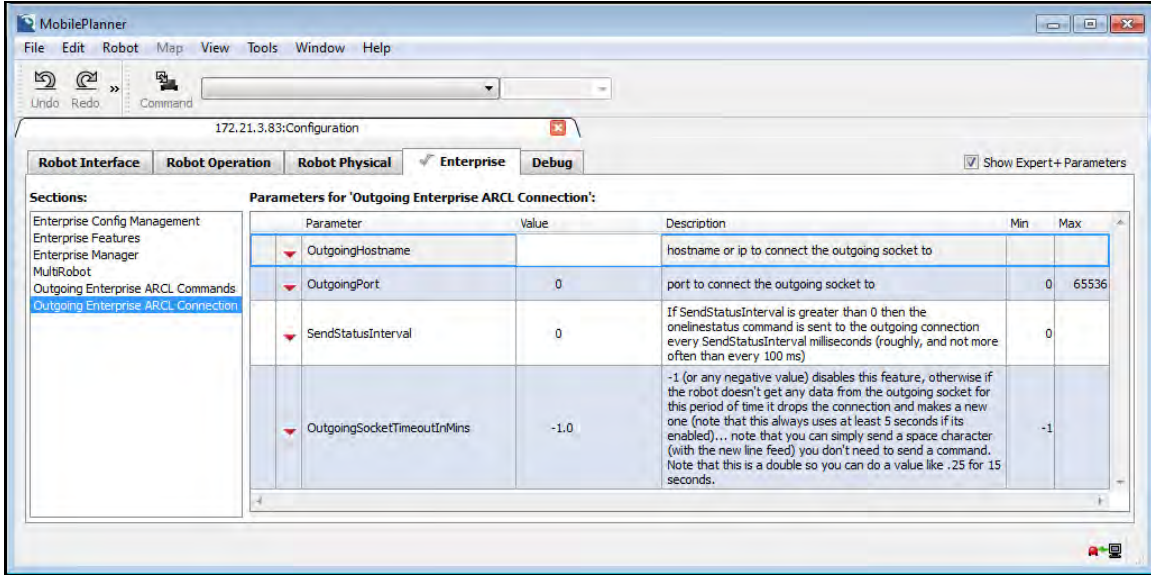 MobilePlanner
File Edit Robot Map View Tools Window Help
Undo Redo » Command
172.21.3.83:Configuration
Robot Interface Robot Operation Robot Physical Enterprise Debug Show Expert+ Parameters
Sections:
Enterprise Config Management
Enterprise Features
Enterprise Manager
MultiRobot
Outgoing Enterprise ARCL Commands
Outgoing Enterprise ARCL Connection
Parameters for 'Outgoing Enterprise ARCL Connection':
Parameter Value Description Min Max
OutgoingHostname hostname or ip to connect the outgoing socket to
OutgoingPort 0 port to connect the outgoing socket to 0 65536
SendStatusInterval 0 If SendStatusInterval is greater than 0 then the
onelinestatus command is sent to the outgoing connection
every SendStatusInterval milliseconds (roughly, and not more
often than every 100 ms) 0
OutgoingSocketTimeoutInMins -1.0 -1 (or any negative value) disables this feature, otherwise if
the robot doesn't get any data from the outgoing socket for
this period of time it drops the connection and makes a new
one (note that this always uses at least 5 seconds if its
enabled)... note that you can simply send a space character
(with the new line feed) you don't need to send a command.
Note that this is a double so you can do a value like .25 for 15
seconds. -1